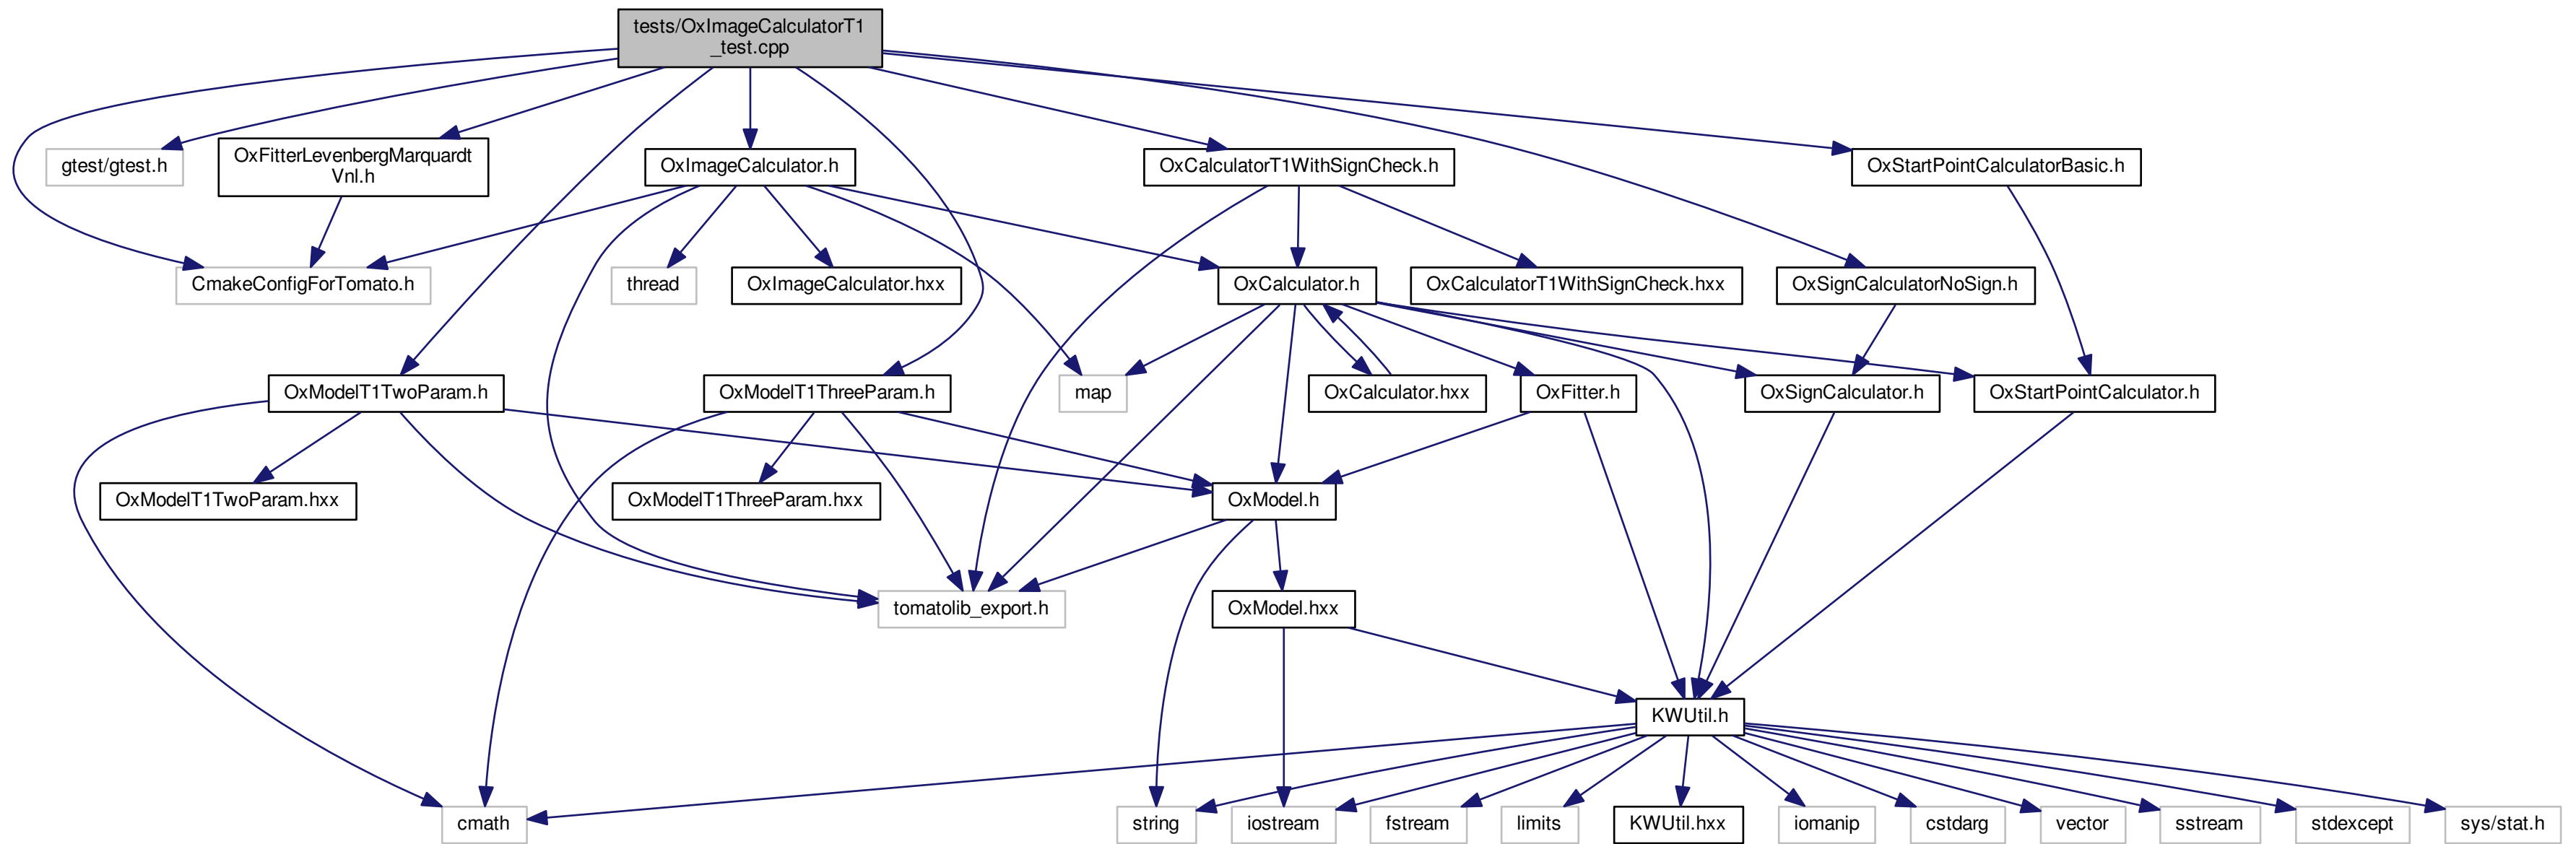 tests/OxImageCalculatorT1
_test.cpp
gtest/gtest.h
OxFitterLevenbergMarquardt
Vnl.h
OxImageCalculator.h
OxCalculatorT1WithSignCheck.h
OxStartPointCalculatorBasic.h
CmakeConfigForTomato.h
thread
OxImageCalculator.hxx
OxCalculator.h
OxCalculatorT1WithSignCheck.hxx
OxSignCalculatorNoSign.h
OxModelT1TwoParam.h
OxModelT1ThreeParam.h
map
OxCalculator.hxx
OxFitter.h
OxSignCalculator.h
OxStartPointCalculator.h
OxModelT1TwoParam.hxx
OxModelT1ThreeParam.hxx
OxModel.h
tomatolib_export.h
OxModel.hxx
KWUtil.h
cmath
string
iostream
fstream
limits
KWUtil.hxx
iomanip
cstdarg
vector
sstream
stdexcept
sys/stat.h